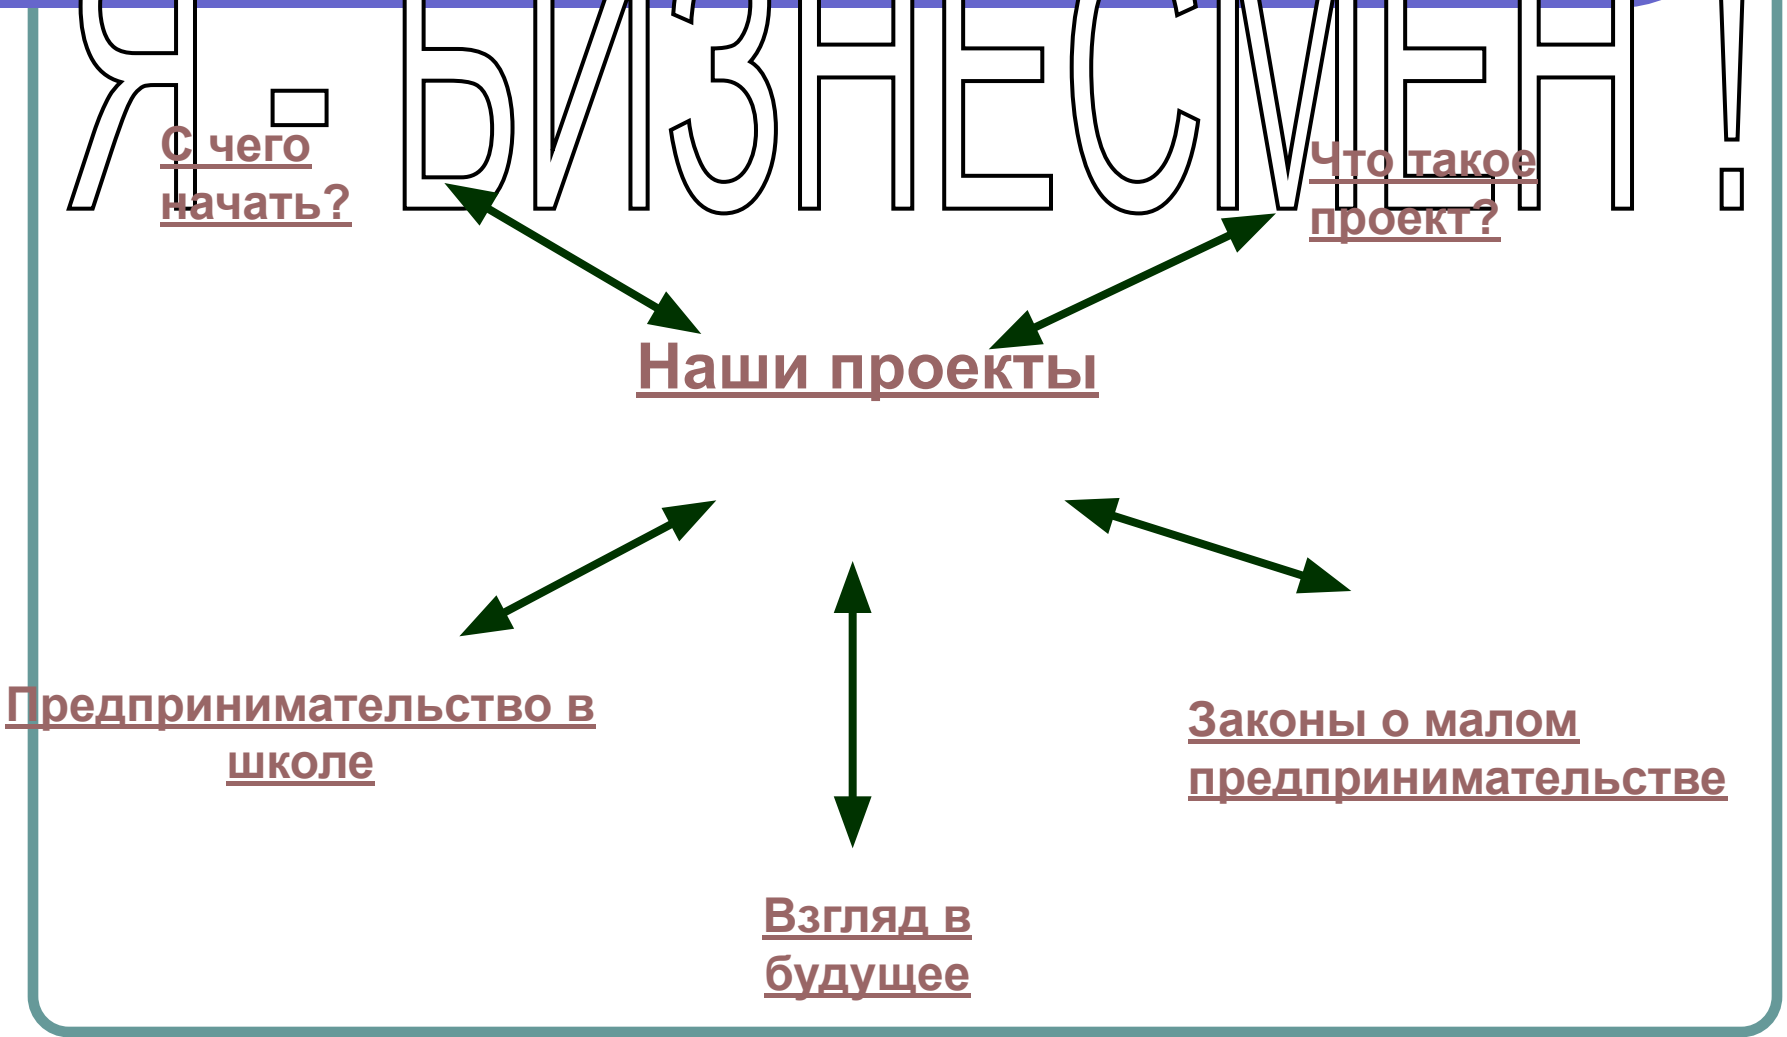 Я - БИЗНЕСМЕН !
С чего
начать?
Что такое
проект?
Наши проекты
Предпринимательство в
школе
Законы о малом
предпринимательстве
Взгляд в
будущее